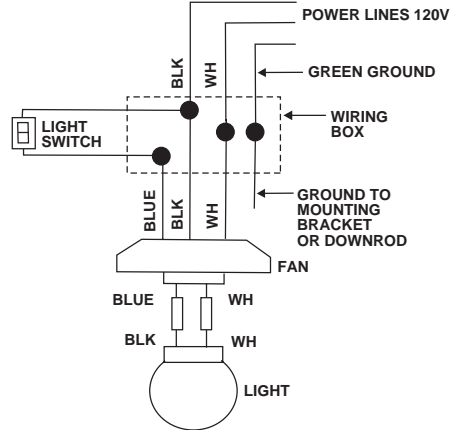 POWER LINES 120V
BLK
WH
GREEN GROUND
LIGHT
SWITCH
WIRING
BOX
BLUE
BLK
WH
GROUND TO
MOUNTING
BRACKET
OR DOWNROD
FAN
BLUE
WH
BLK
WH
LIGHT